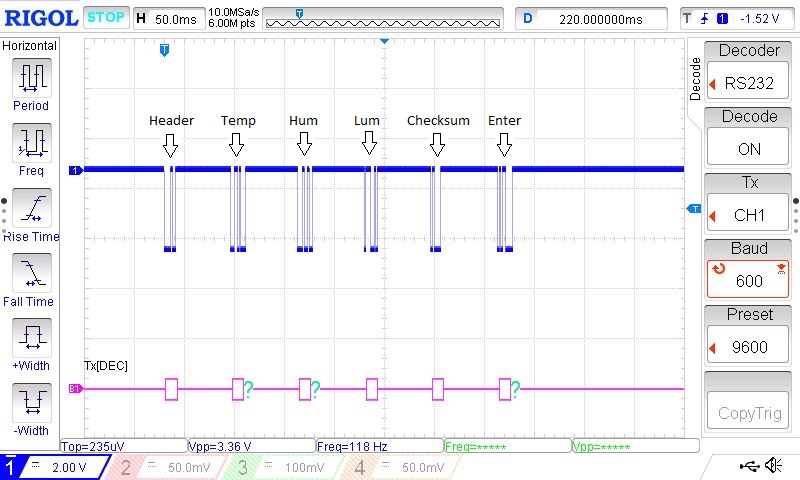 RIGOL STOP H 50.0ms 10.0MSa/s 6.00M pts T D 220.000000ms T 1 -1.52 V
Horizontal
Period
Freq
Rise Time
Fall Time
+Width
-Width
T
Header Temp Hum Lum Checksum Enter
1
T
Tx[DEC]
B1
? ? ?
Top=235uV Vpp=3.36 V Freq=118 Hz Freq=***** Vpp=*****
1 = 2.00 V 2 = 50.0mV 3 = 100mV 4 = 50.0mV
Decode
Decoder
RS232
Decode
ON
Tx
CH1
Baud
600
Preset
9600
CopyTrig